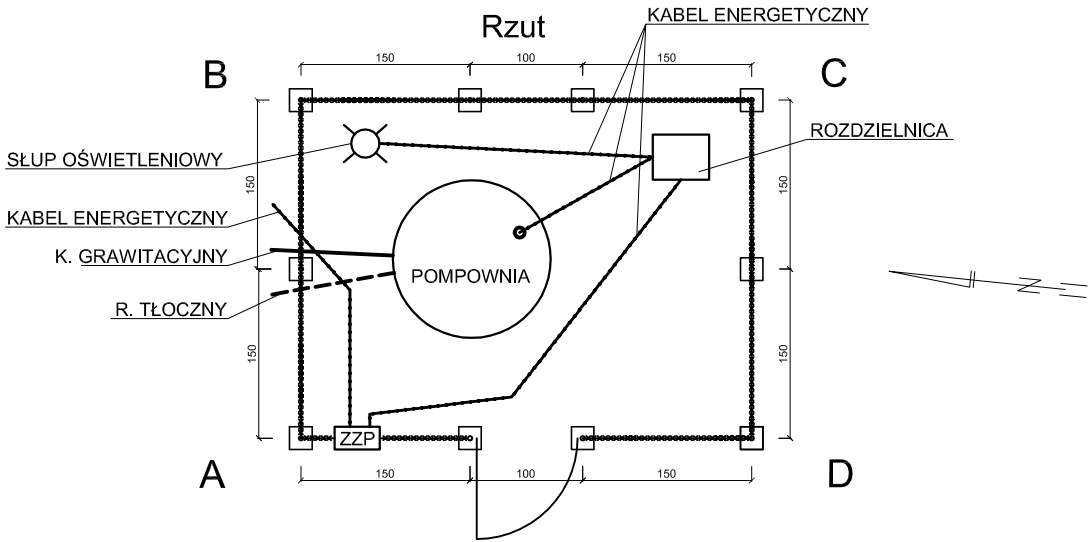 Rzut
KABEL ENERGETYCZNY
150
100
150
B
C
ROZDZIELNICA
SŁUP OŚWIETLENIOWY
150
150
KABEL ENERGETYCZNY
K. GRAWITACYJNY
POMPOWNIA
N
R. TŁOCZNY
150
150
ZZP
A
150
100
150
D